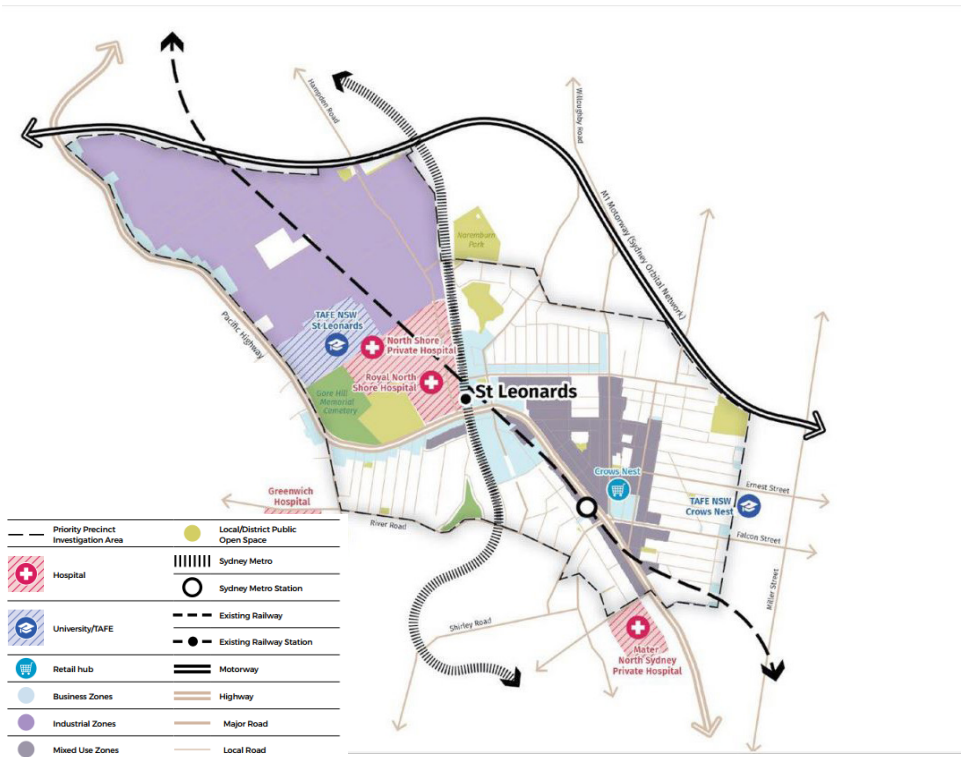 Hampden Road
Willoughby Road
M1 Motorway (Sydney Orbital Network)
Naremburn
Park
Pacific Highway
TAFE NSW
St Leonards
North Shore
Private Hospital
Royal North
Shore Hospital
St Leonards
Gore Hill
Memorial
Cemetery
Crows Nest
Ernest Street
TAFE NSW
Crows Nest
Greenwich
Hospital
River Road
Falcon Street
Miller Street
Shirley Road
Mater
North Sydney
Private Hospital
Priority Precinct
Investigation Area
Local/District Public
Open Space
Hospital
Sydney Metro
Sydney Metro Station
University/TAFE
Existing Railway
Existing Railway Station
Retail hub
Motorway
Business Zones
Highway
Industrial Zones
Major Road
Mixed Use Zones
Local Road